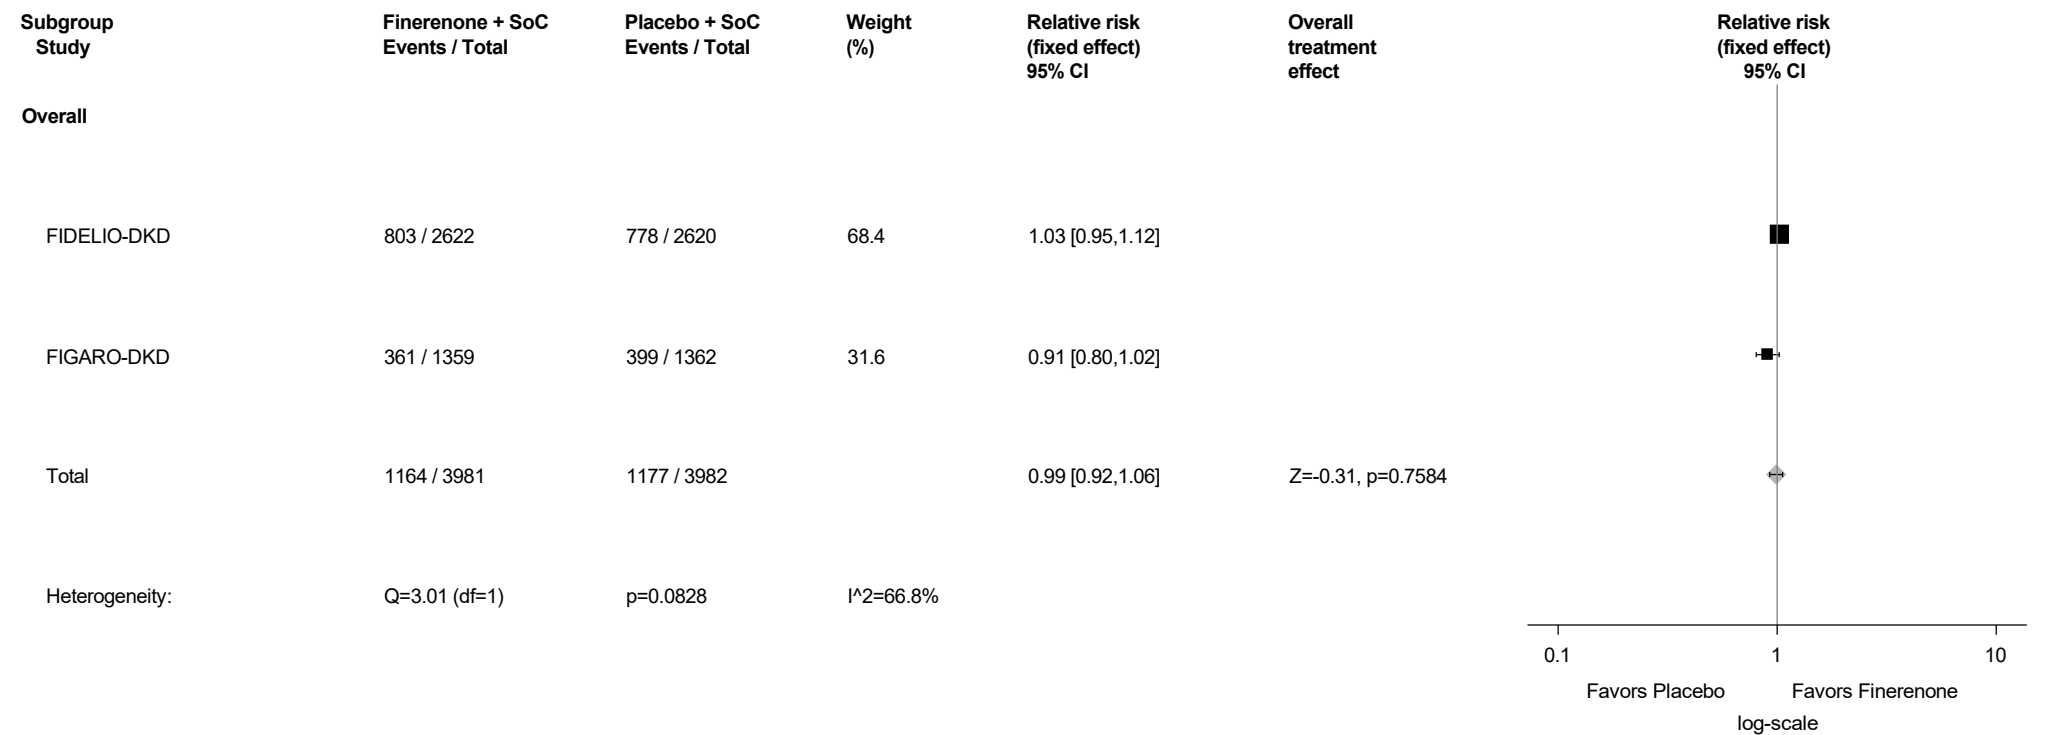 Subgroup Finerenone + SoC Placebo + SoC Weight Relative risk Overall Relative risk
Study Events / Total Events / Total (%) (fixed effect) treatment (fixed effect)
95% CI effect 95% CI
Overall
FIDELIO-DKD 803 / 2622 778 / 2620 68.4 1.03 [0.95,1.12]
FIGARO-DKD 361 / 1359 399 / 1362 31.6 0.91 [0.80,1.02]
Total 1164 / 3981 1177 / 3982 0.99 [0.92,1.06] Z=-0.31, p=0.7584
Heterogeneity: Q=3.01 (df=1) p=0.0828 I^2=66.8%
0.1 1 10
Favors Placebo Favors Finerenone
log-scale